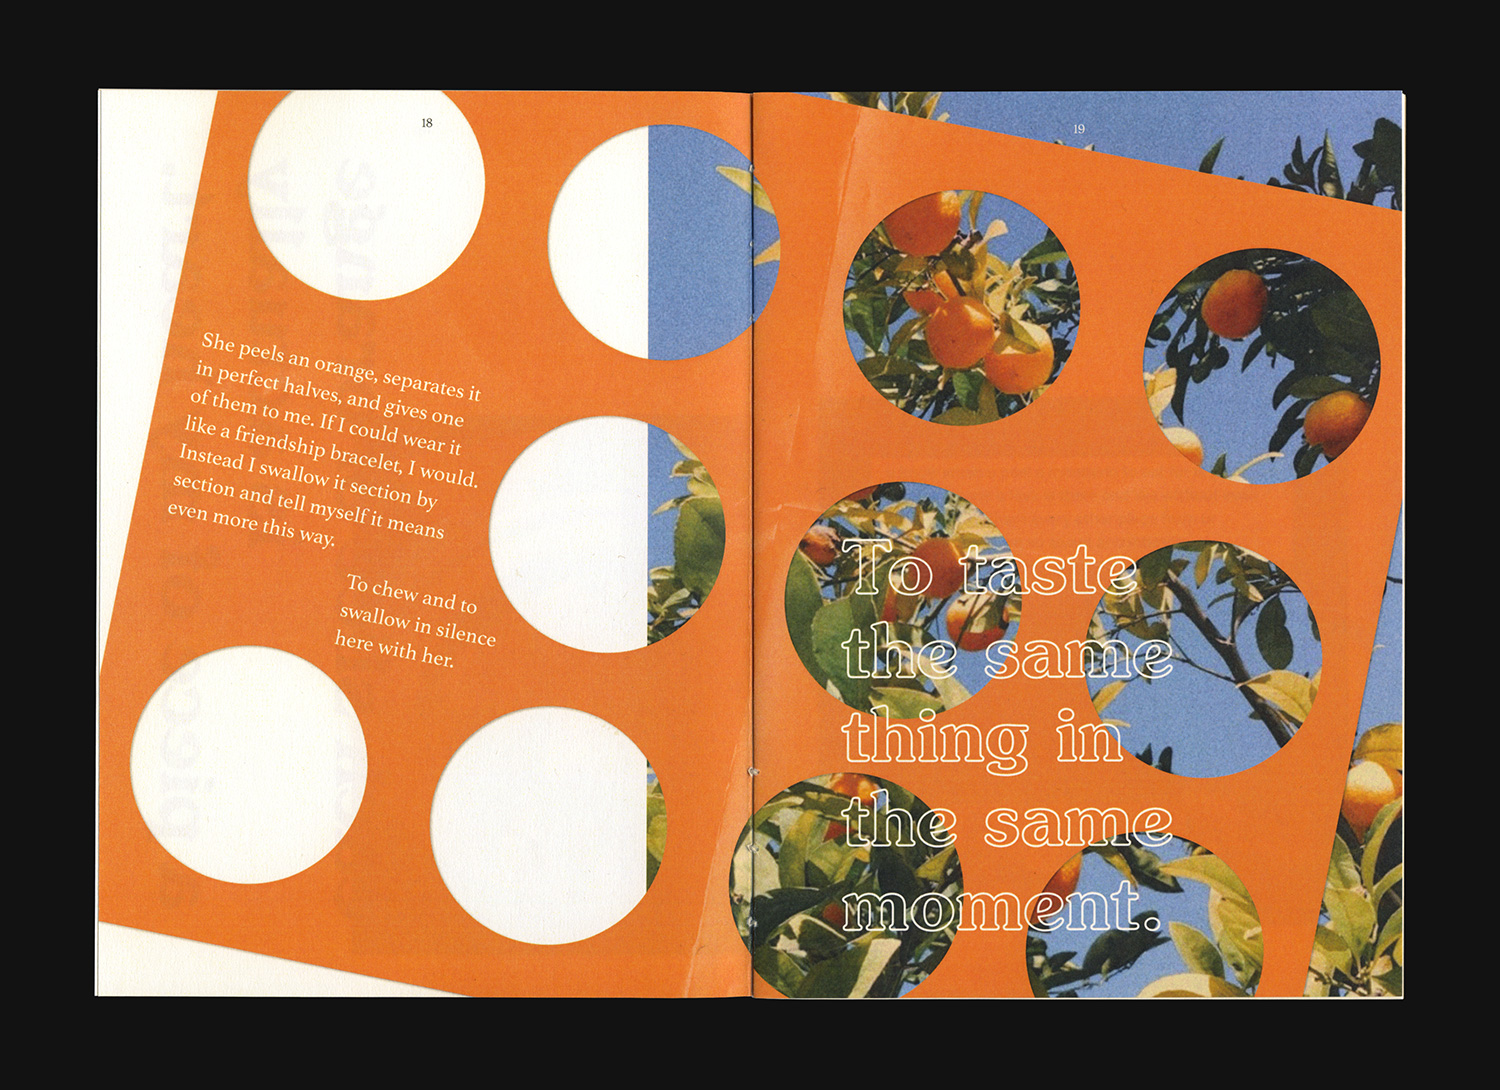 18
She peels an orange, separates it
in perfect halves, and gives one
of them to me. If I could wear it
like a friendship bracelet, I would.
Instead I swallow it section by
section and tell myself it means
even more this way.
To chew and to
swallow in silence
here with her.
19
To taste
the same
thing in
the same
moment.